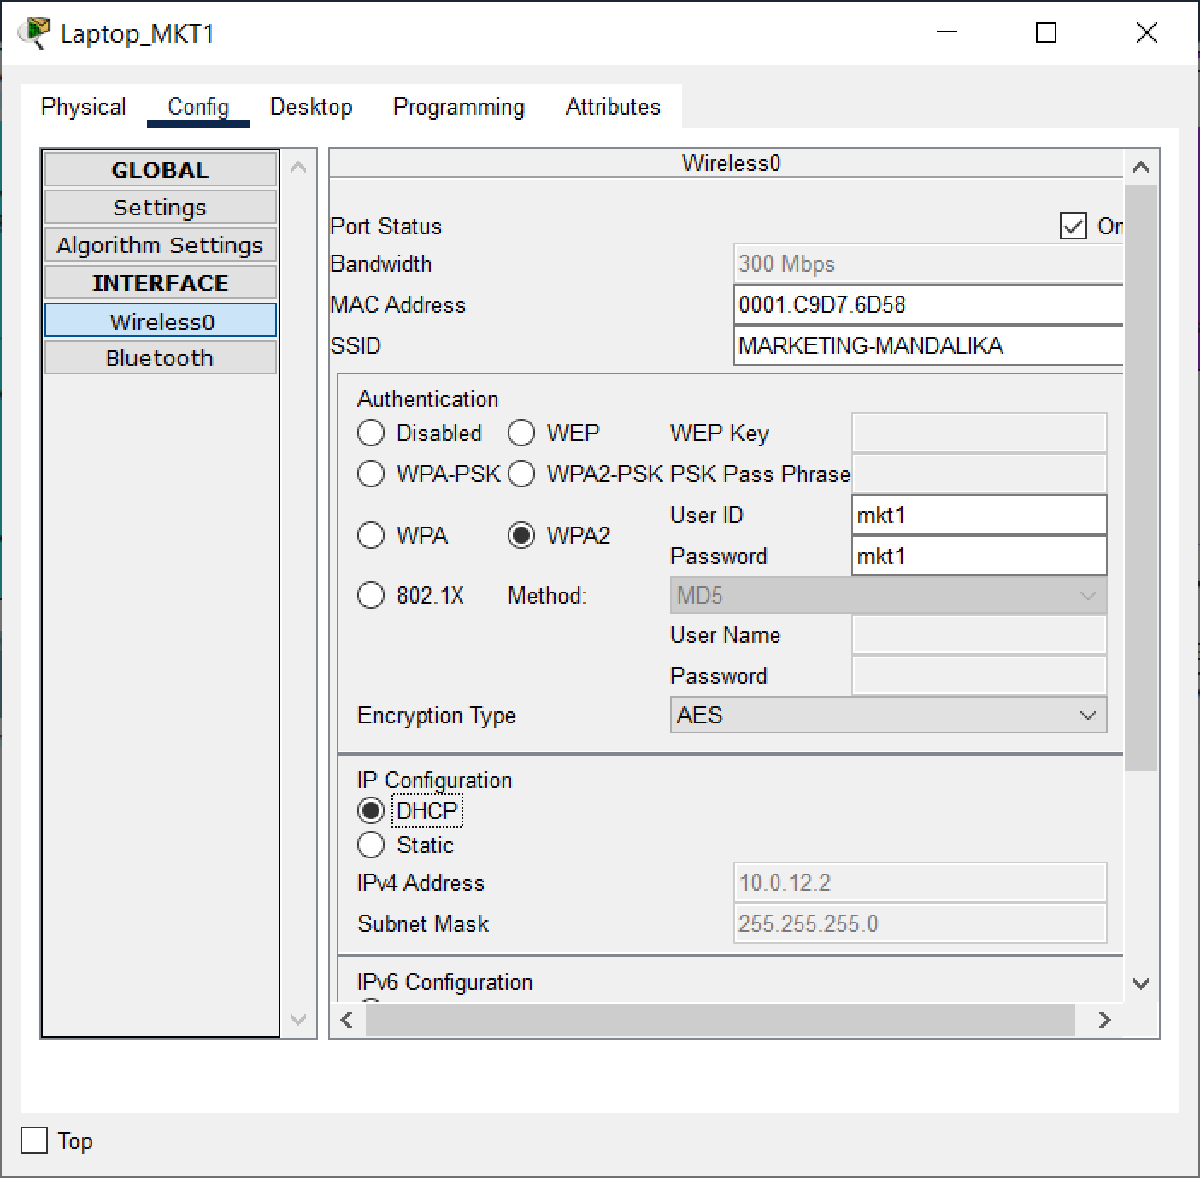 Laptop_MKT1
Physical Config Desktop Programming Attributes
GLOBAL
Settings
Algorithm Settings
INTERFACE
Wireless0
Bluetooth
Wireless0
Port Status On
Bandwidth 300 Mbps
MAC Address 0001.C9D7.6D58
SSID MARKETING-MANDALIKA
Authentication
Disabled WEP WEP Key
WPA-PSK WPA2-PSK PSK Pass Phrase
User ID mkt1
WPA WPA2
Password mkt1
802.1X Method: MD5
User Name
Password
Encryption Type AES
IP Configuration
DHCP
Static
IPv4 Address 10.0.12.2
Subnet Mask 255.255.255.0
IPv6 Configuration
Top